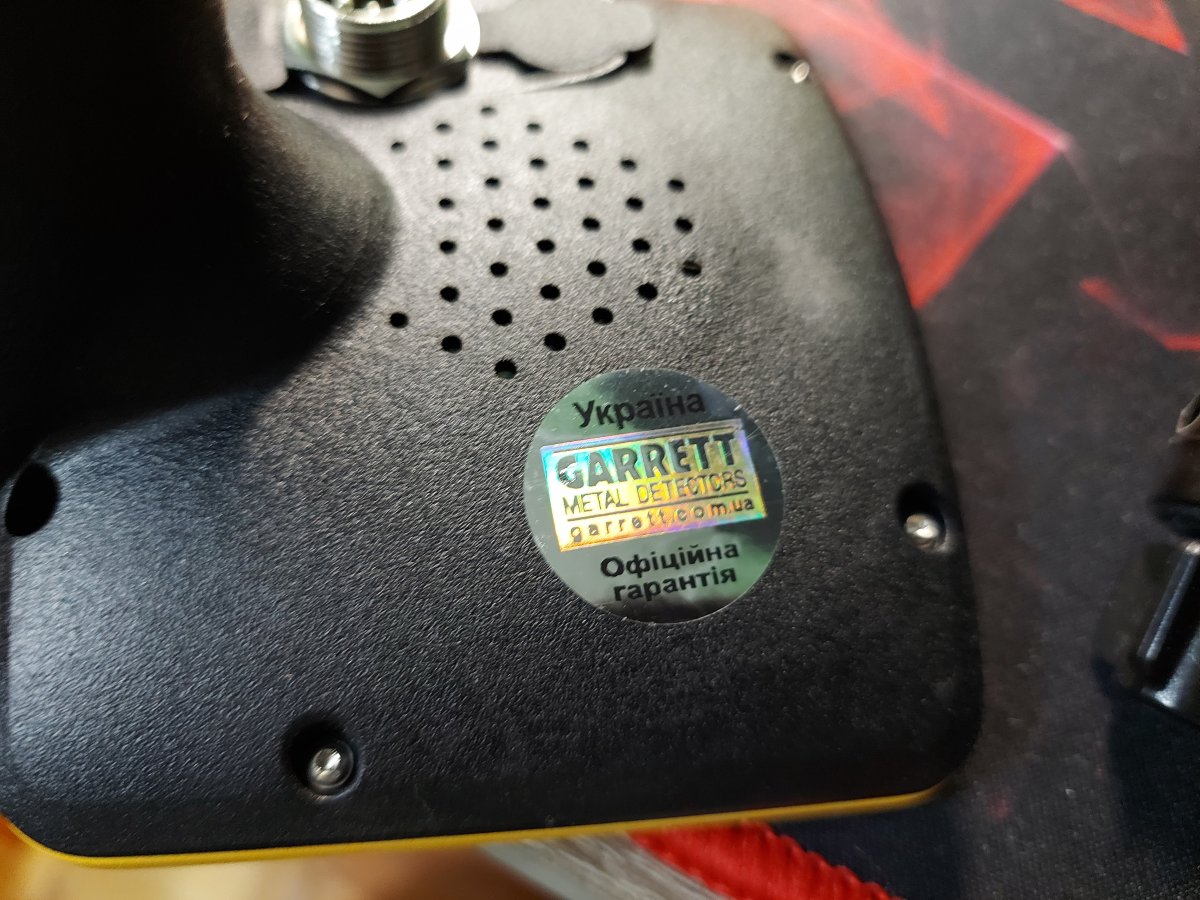 Україна
GARRETT
METAL DETECTORS
garrett.com.ua
Офіційна
гарантія